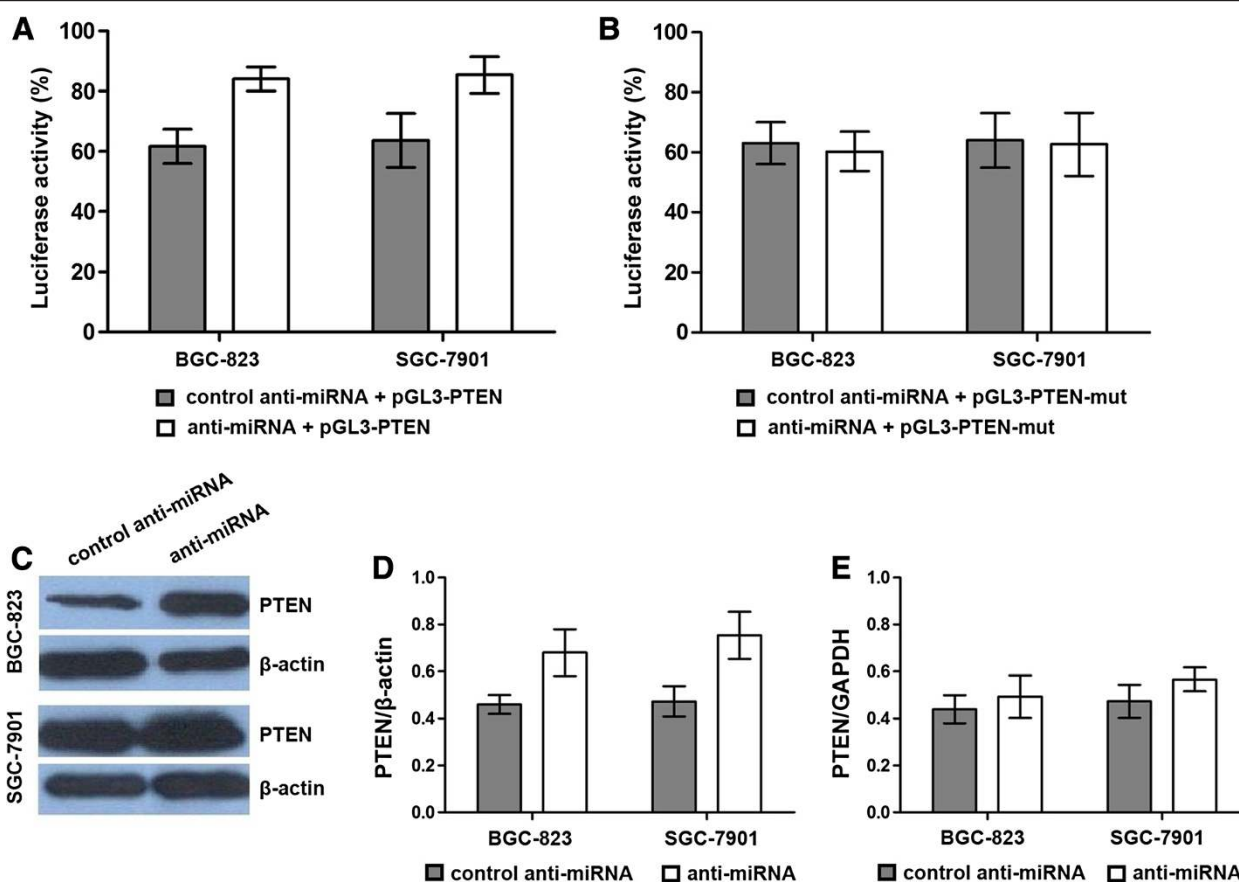 A
Luciferase activity (%)
100
80
60
40
20
0
BGC-823 SGC-7901
control anti-miRNA + pGL3-PTEN
anti-miRNA + pGL3-PTEN
B
Luciferase activity (%)
100
80
60
40
20
0
BGC-823 SGC-7901
control anti-miRNA + pGL3-PTEN-mut
anti-miRNA + pGL3-PTEN-mut
C
control anti-miRNA
anti-miRNA
BGC-823
PTEN
β-actin
SGC-7901
PTEN
β-actin
D
PTEN/β-actin
1.0
0.8
0.6
0.4
0.2
0.0
BGC-823 SGC-7901
control anti-miRNA anti-miRNA
E
PTEN/GAPDH
1.0
0.8
0.6
0.4
0.2
0.0
BGC-823 SGC-7901
control anti-miRNA anti-miRNA